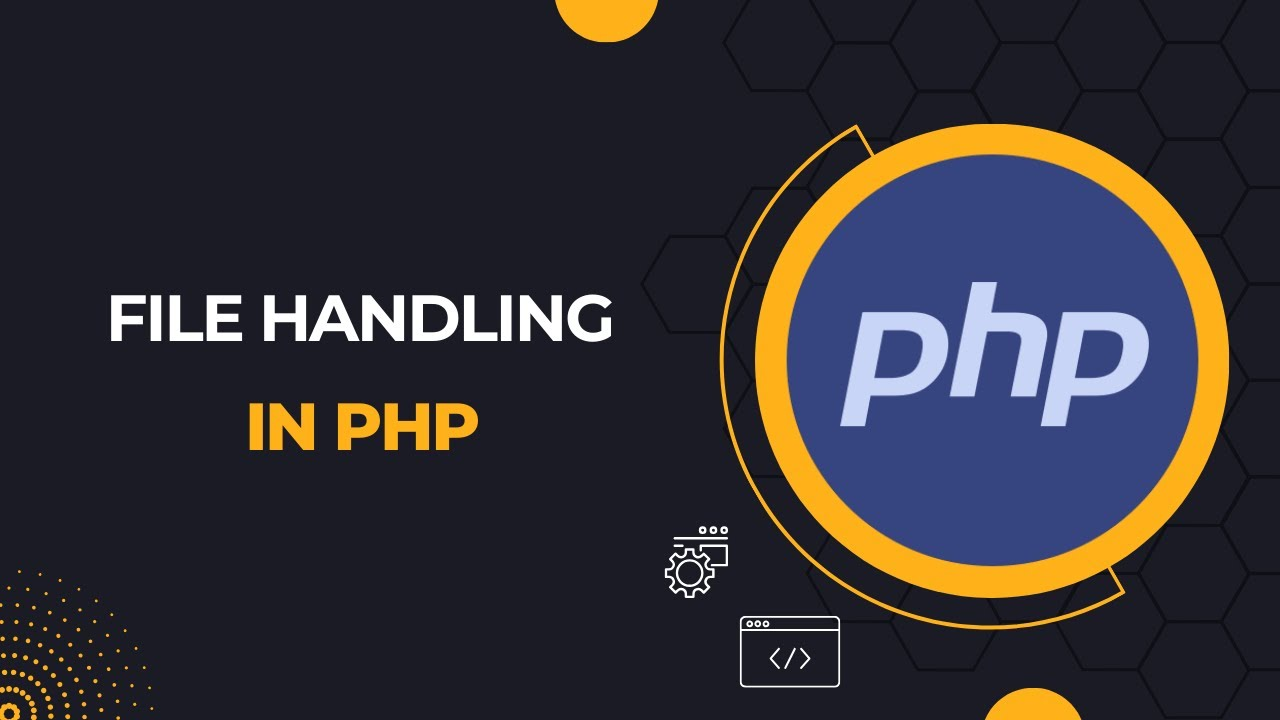 FILE HANDLING
IN PHP
php
</>